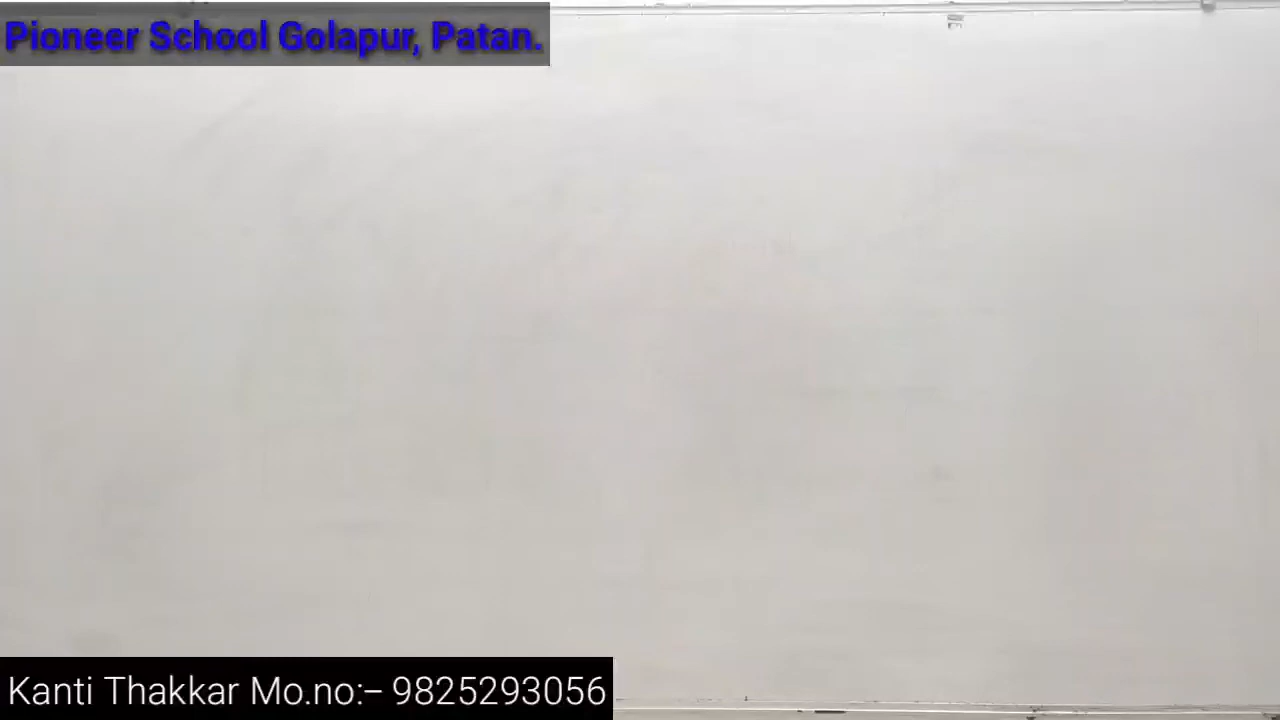 Pioneer School Golapur, Patan.
Kanti Thakkar Mo.no:– 9825293056